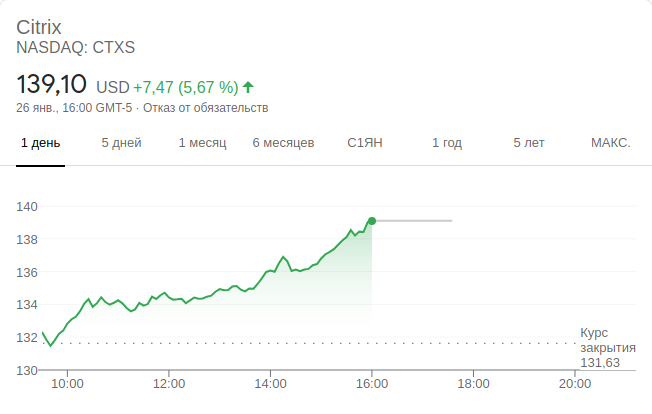 Citrix
NASDAQ: CTXS
139,10 USD +7,47 (5,67 %)
26 янв., 16:00 GMT-5 · Отказ от обязательств
1 день 5 дней 1 месяц 6 месяцев С1ЯН 1 год 5 лет МАКС.
140
138
136
134
132
Курс
закрытия
131,63
130
10:00 12:00 14:00 16:00 18:00 20:00